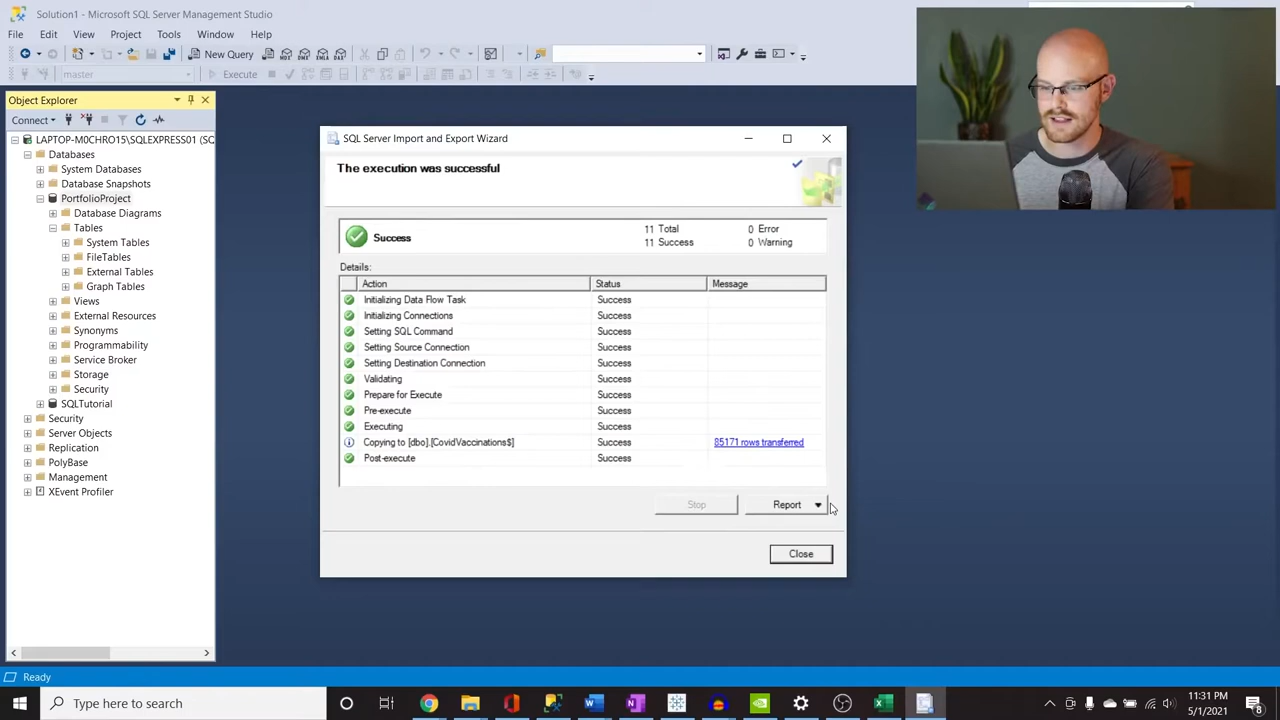 Solution1 - Microsoft SQL Server Management Studio
File Edit View Project Tools Window Help
New Query MDX DMX XMLA DAX
master Execute
Object Explorer
Connect
LAPTOP-M0CHRO15\SQLEXPRESS01 (SQ
Databases
System Databases
Database Snapshots
PortfolioProject
Database Diagrams
Tables
System Tables
FileTables
External Tables
Graph Tables
Views
External Resources
Synonyms
Programmability
Service Broker
Storage
Security
SQLTutorial
Security
Server Objects
Replication
PolyBase
Management
XEvent Profiler
SQL Server Import and Export Wizard
The execution was successful
Success
11 Total 0 Error
11 Success 0 Warning
Details:
Action Status Message
Initializing Data Flow Task Success
Initializing Connections Success
Setting SQL Command Success
Setting Source Connection Success
Setting Destination Connection Success
Validating Success
Prepare for Execute Success
Pre-execute Success
Executing Success
Copying to [dbo].[CovidVaccinations$] Success 85171 rows transferred
Post-execute Success
Stop Report
Close
Ready
Type here to search
11:31 PM
5/1/2021
8